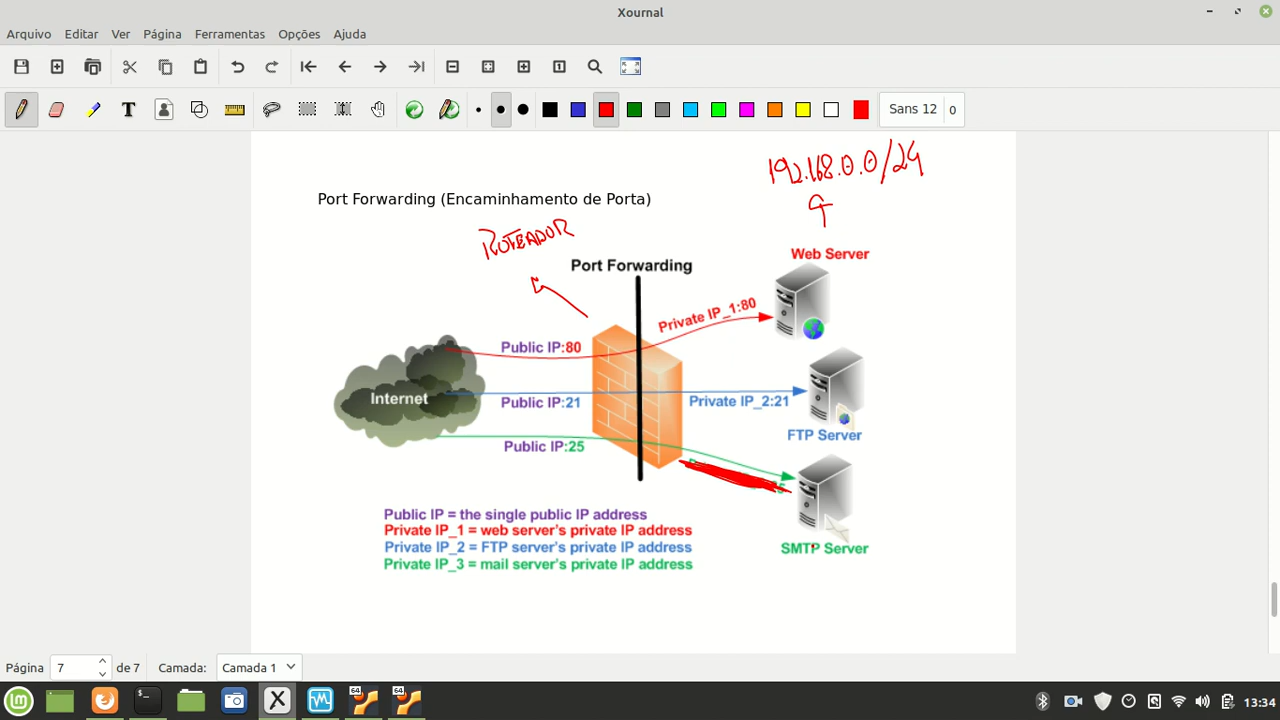 Xournal
Arquivo Editar Ver Página Ferramentas Opções Ajuda
Sans 12 0
192.168.0.0/24
Port Forwarding (Encaminhamento de Porta)
ROTEADOR
Port Forwarding
Web Server
Private IP_1:80
Public IP:80
Internet
Public IP:21
Private IP_2:21
FTP Server
Public IP:25
SMTP Server
Public IP = the single public IP address
Private IP_1 = web server's private IP address
Private IP_2 = FTP server's private IP address
Private IP_3 = mail server's private IP address
Página 7 de 7 Camada: Camada 1
64 64
13:34